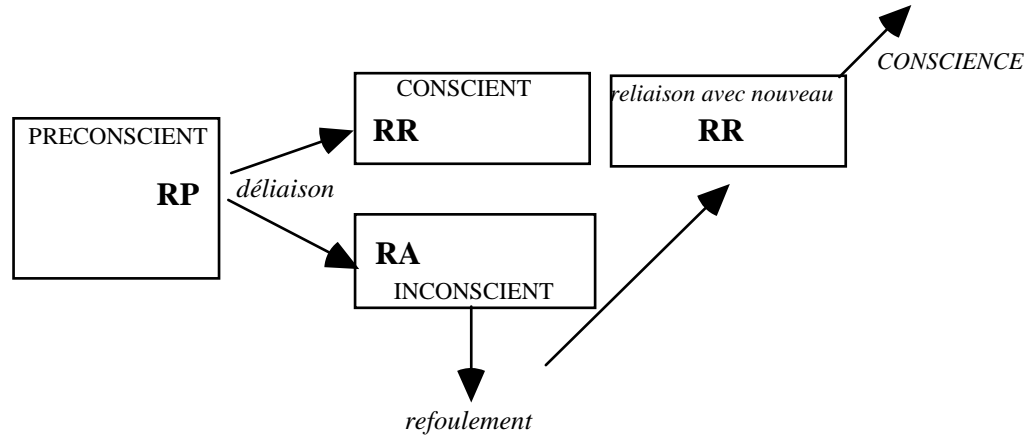 PRECONSCIENT
RP
déliaison
CONSCIENT
RR
RA
INCONSCIENT
refoulement
reliaison avec nouveau
RR
CONSCIENCE